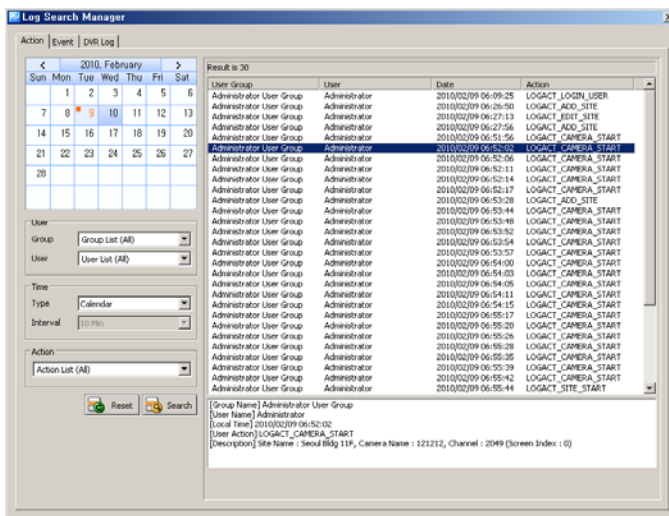 Log Search Manager
Action Event DVR Log
< 2010, February >
Sun Mon Tue Wed Thu Fri Sat
1 2 3 4 5 6
7 8 9 10 11 12 13
14 15 16 17 18 19 20
21 22 23 24 25 26 27
28
User
Group Group List (All)
User User List (All)
Time
Type Calendar
Interval 10 Min
Action
Action List (All)
Reset Search
Result is 38
User Group User Date Action
Administrator User Group Administrator 2010/02/09 06:09:25 LOGACT_LOGIN_USER
Administrator User Group Administrator 2010/02/09 06:26:50 LOGACT_ADD_SITE
Administrator User Group Administrator 2010/02/09 06:27:13 LOGACT_EDIT_SITE
Administrator User Group Administrator 2010/02/09 06:27:56 LOGACT_ADD_SITE
Administrator User Group Administrator 2010/02/09 06:51:56 LOGACT_CAMERA_START
Administrator User Group Administrator 2010/02/09 06:52:02 LOGACT_CAMERA_START
Administrator User Group Administrator 2010/02/09 06:52:06 LOGACT_CAMERA_START
Administrator User Group Administrator 2010/02/09 06:52:11 LOGACT_CAMERA_START
Administrator User Group Administrator 2010/02/09 06:52:14 LOGACT_CAMERA_START
Administrator User Group Administrator 2010/02/09 06:52:17 LOGACT_CAMERA_START
Administrator User Group Administrator 2010/02/09 06:53:28 LOGACT_ADD_SITE
Administrator User Group Administrator 2010/02/09 06:53:44 LOGACT_CAMERA_START
Administrator User Group Administrator 2010/02/09 06:53:48 LOGACT_CAMERA_START
Administrator User Group Administrator 2010/02/09 06:53:52 LOGACT_CAMERA_START
Administrator User Group Administrator 2010/02/09 06:53:54 LOGACT_CAMERA_START
Administrator User Group Administrator 2010/02/09 06:53:57 LOGACT_CAMERA_START
Administrator User Group Administrator 2010/02/09 06:54:00 LOGACT_CAMERA_START
Administrator User Group Administrator 2010/02/09 06:54:03 LOGACT_CAMERA_START
Administrator User Group Administrator 2010/02/09 06:54:05 LOGACT_CAMERA_START
Administrator User Group Administrator 2010/02/09 06:54:11 LOGACT_CAMERA_START
Administrator User Group Administrator 2010/02/09 06:54:15 LOGACT_CAMERA_START
Administrator User Group Administrator 2010/02/09 06:55:17 LOGACT_CAMERA_START
Administrator User Group Administrator 2010/02/09 06:55:20 LOGACT_CAMERA_START
Administrator User Group Administrator 2010/02/09 06:55:26 LOGACT_CAMERA_START
Administrator User Group Administrator 2010/02/09 06:55:28 LOGACT_CAMERA_START
Administrator User Group Administrator 2010/02/09 06:55:35 LOGACT_CAMERA_START
Administrator User Group Administrator 2010/02/09 06:55:39 LOGACT_CAMERA_START
Administrator User Group Administrator 2010/02/09 06:55:42 LOGACT_CAMERA_START
Administrator User Group Administrator 2010/02/09 06:55:44 LOGACT_SITE_START
[Group Name] Administrator User Group
[User Name] Administrator
[Local Time] 2010/02/09 06:52:02
[User Action] LOGACT_CAMERA_START
[Description] Site Name : Seoul Bldg 11F, Camera Name : 121212, Channel : 2049 (Screen Index : 0)